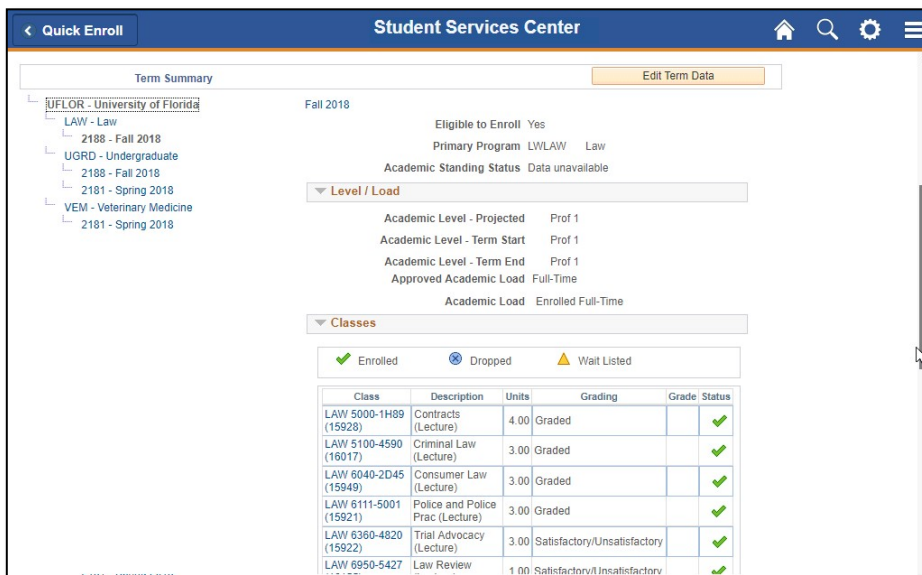 Quick Enroll
Student Services Center
Term Summary
Edit Term Data
UFLOR - University of Florida
LAW - Law
2188 - Fall 2018
UGRD - Undergraduate
2188 - Fall 2018
2181 - Spring 2018
VEM - Veterinary Medicine
2181 - Spring 2018
Fall 2018
Eligible to Enroll Yes
Primary Program LWLAW Law
Academic Standing Status Data unavailable
Level / Load
Academic Level - Projected Prof 1
Academic Level - Term Start Prof 1
Academic Level - Term End Prof 1
Approved Academic Load Full-Time
Academic Load Enrolled Full-Time
Classes
Enrolled Dropped Wait Listed
Class Description Units Grading Grade Status
LAW 5000-1H89 Contracts
(15928) (Lecture) 4.00 Graded
LAW 5100-4590 Criminal Law
(16017) (Lecture) 3.00 Graded
LAW 6040-2D45 Consumer Law
(15949) (Lecture) 3.00 Graded
LAW 6111-5001 Police and Police
(15921) Prac (Lecture) 3.00 Graded
LAW 6360-4820 Trial Advocacy
(15922) (Lecture) 3.00 Satisfactory/Unsatisfactory
LAW 6950-5427 Law Review
1.00 Satisfactory/Unsatisfactory